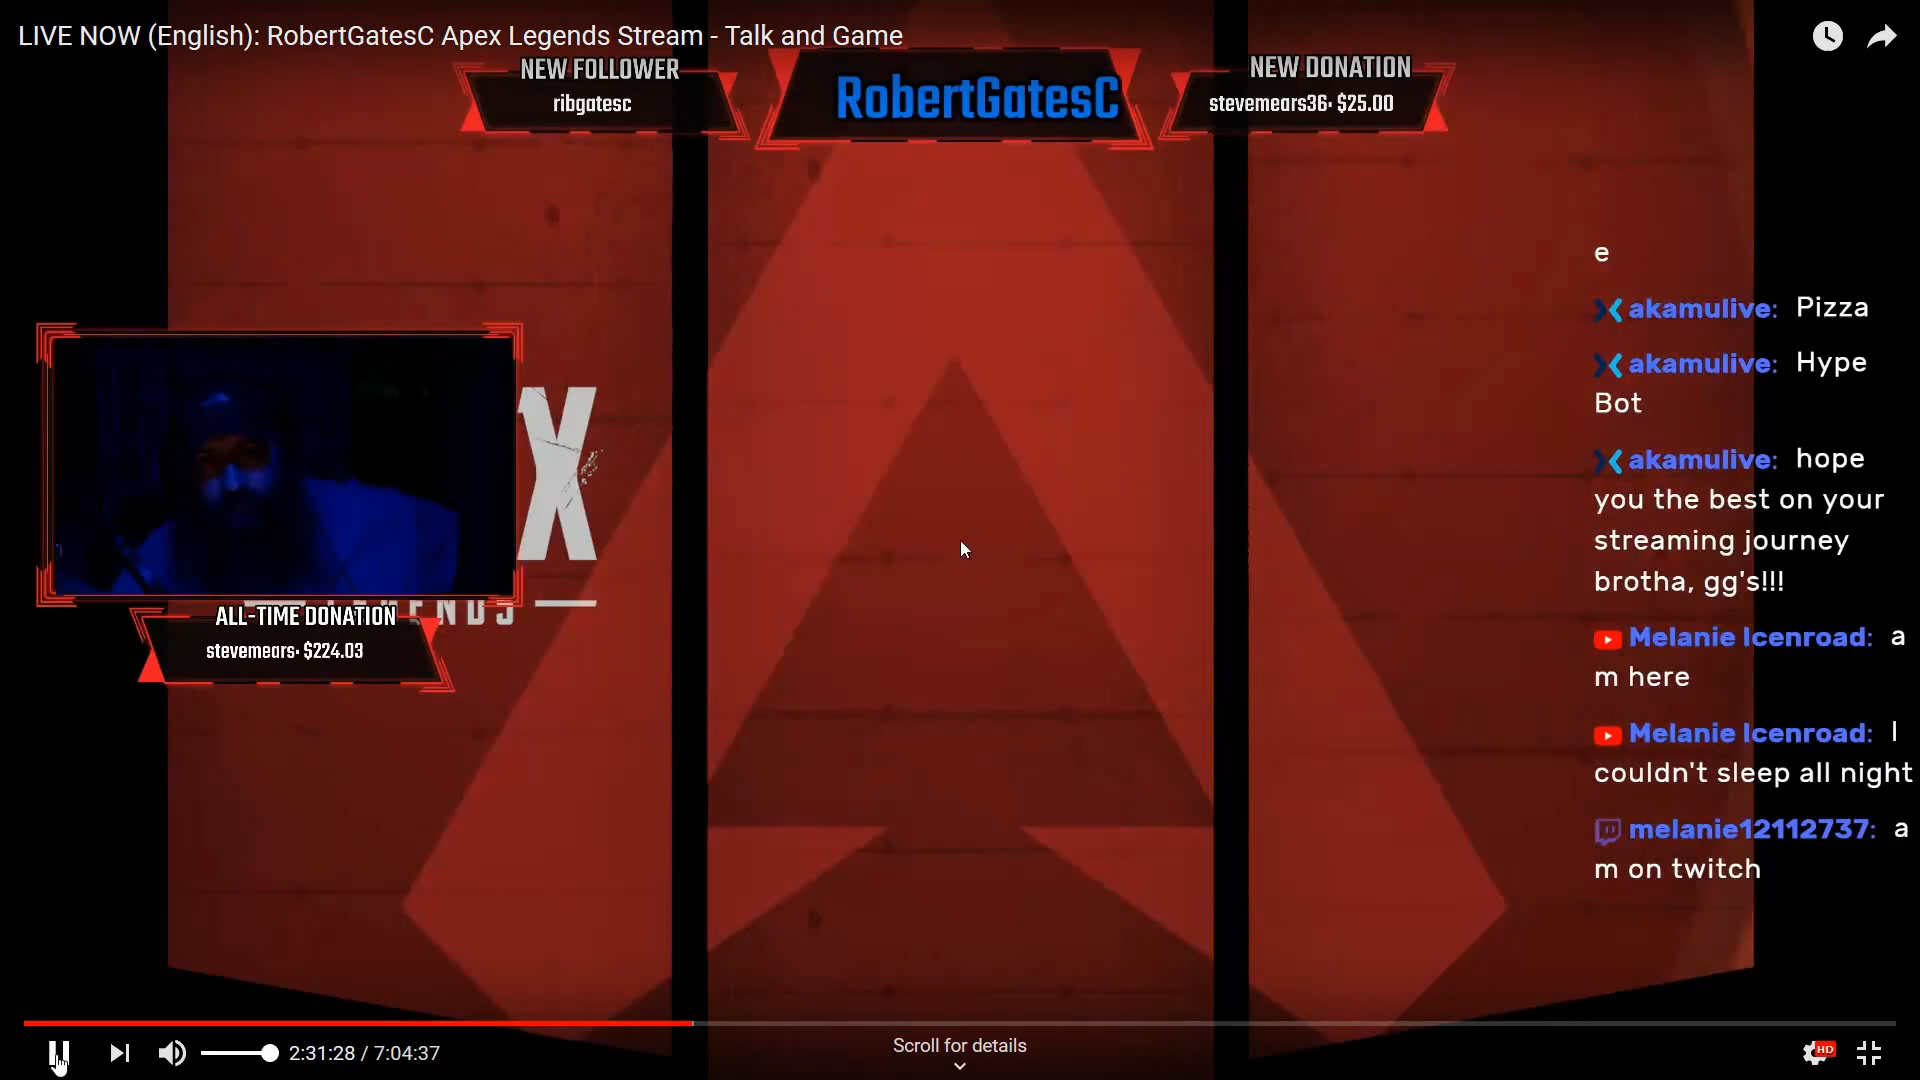 LIVE NOW (English): RobertGatesC Apex Legends Stream - Talk and Game
NEW FOLLOWER
ribgatesc
RobertGatesC
NEW DONATION
stevemears36· $25.00
e
akamulive: Pizza
akamulive: Hype
Bot
akamulive: hope
you the best on your
streaming journey
brotha, gg's!!!
Melanie Icenroad: a
m here
Melanie Icenroad: I
couldn't sleep all night
melanie12112737: a
m on twitch
X
ENDS
ALL-TIME DONATION
stevemears· $224.03
2:31:28 / 7:04:37
Scroll for details
HD